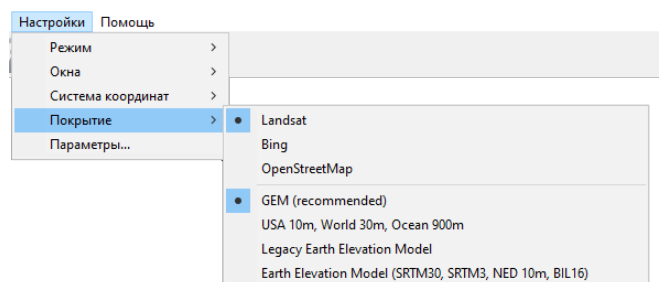 Настройки Помощь
Режим
Окна
Система координат
Покрытие
Параметры...
Landsat
Bing
OpenStreetMap
GEM (recommended)
USA 10m, World 30m, Ocean 900m
Legacy Earth Elevation Model
Earth Elevation Model (SRTM30, SRTM3, NED 10m, BIL16)